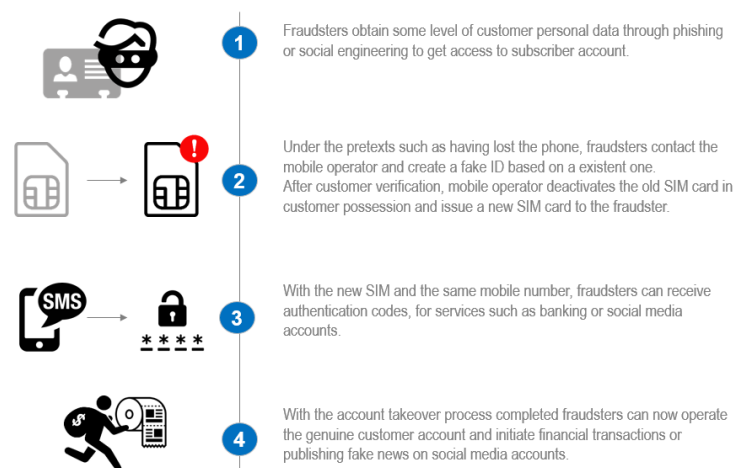 1
Fraudsters obtain some level of customer personal data through phishing
or social engineering to get access to subscriber account.
!
2
Under the pretexts such as having lost the phone, fraudsters contact the
mobile operator and create a fake ID based on a existent one.
After customer verification, mobile operator deactivates the old SIM card in
customer possession and issue a new SIM card to the fraudster.
SMS
* * * *
3
With the new SIM and the same mobile number, fraudsters can receive
authentication codes, for services such as banking or social media
accounts.
$
4
With the account takeover process completed fraudsters can now operate
the genuine customer account and initiate financial transactions or
publishing fake news on social media accounts.